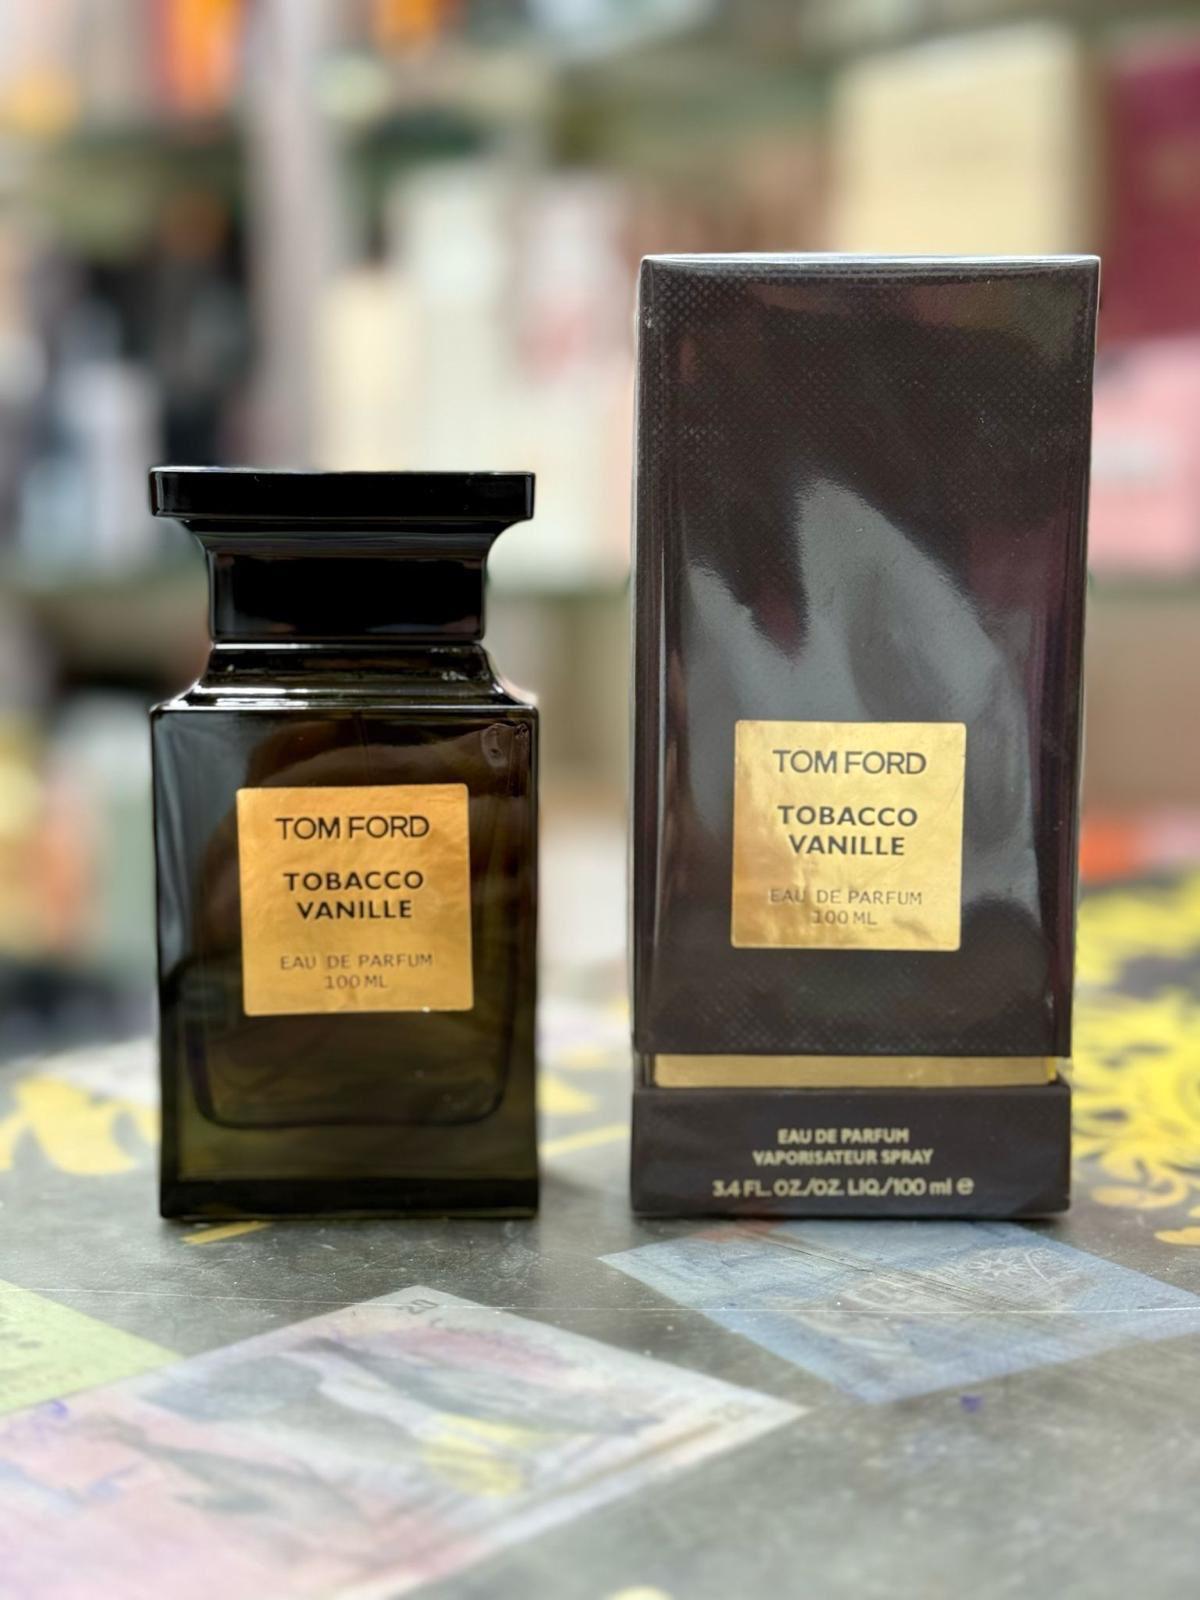 TOM FORD
TOBACCO
VANILLE
EAU DE PARFUM
100 ML
TOM FORD
TOBACCO
VANILLE
EAU DE PARFUM
100 ML
EAU DE PARFUM
VAPORISATEUR SPRAY
3.4 FL. OZ./OZ. LIQ./100 ml ℮
20